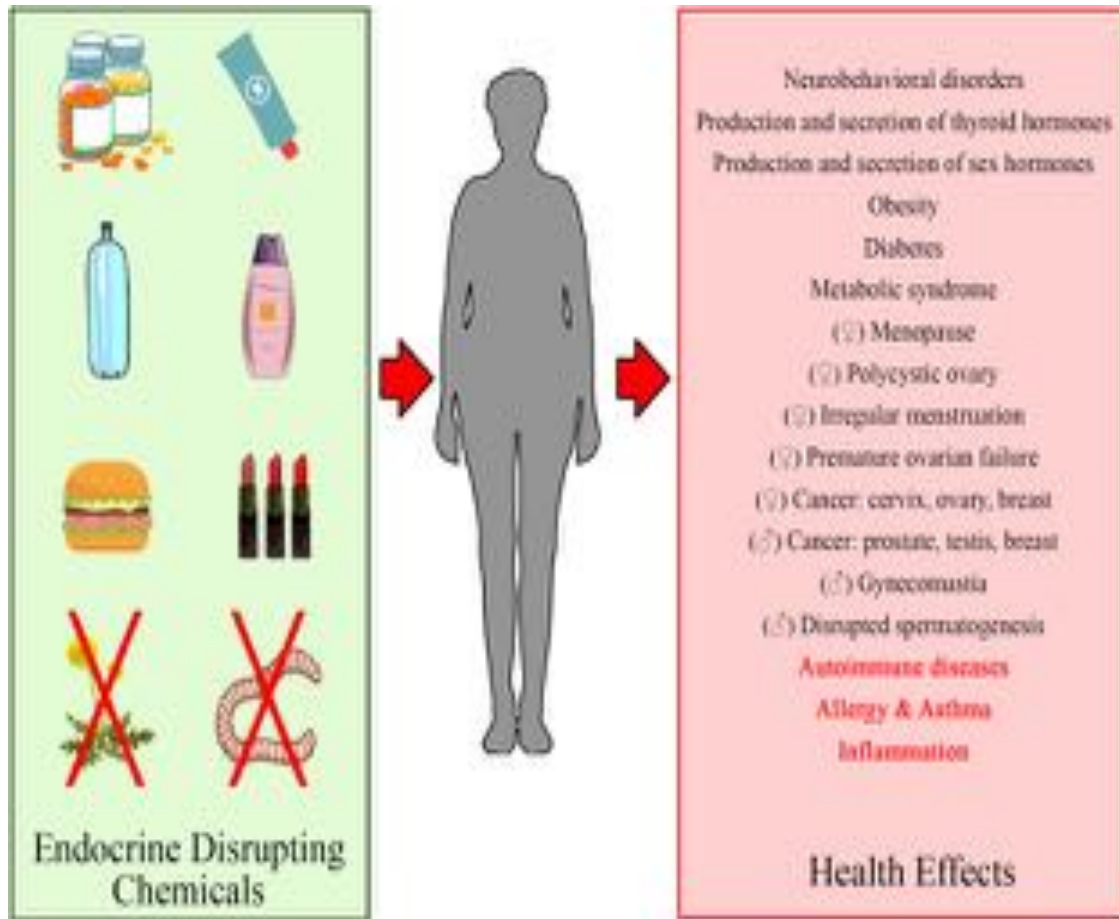 Endocrine Disrupting
Chemicals
Neurobehavioral disorders
Production and secretion of thyroid hormones
Production and secretion of sex hormones
Obesity
Diabetes
Metabolic syndrome
(♀) Menopause
(♀) Polycystic ovary
(♀) Irregular menstruation
(♀) Premature ovarian failure
(♀) Cancer: cervix, ovary, breast
(♂) Cancer: prostate, testis, breast
(♂) Gynecomastia
(♂) Disrupted spermatogenesis
Autoimmune diseases
Allergy & Asthma
Inflammation
Health Effects